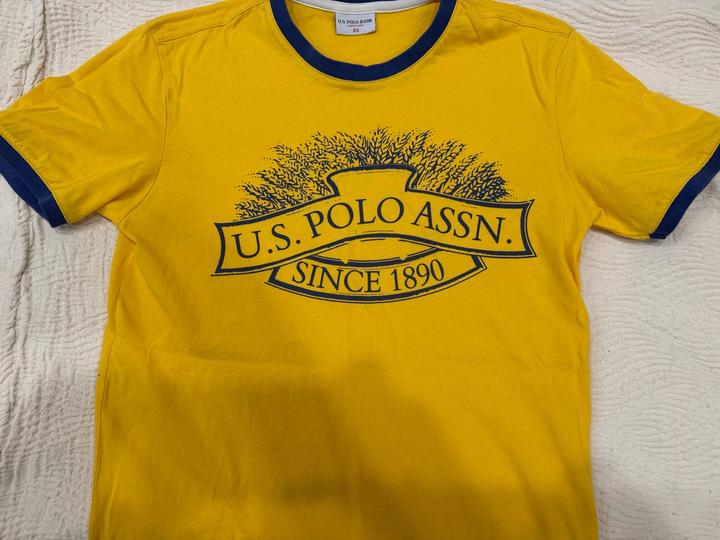 U.S. POLO ASSN.
XS
U.S. POLO ASSN.
SINCE 1890